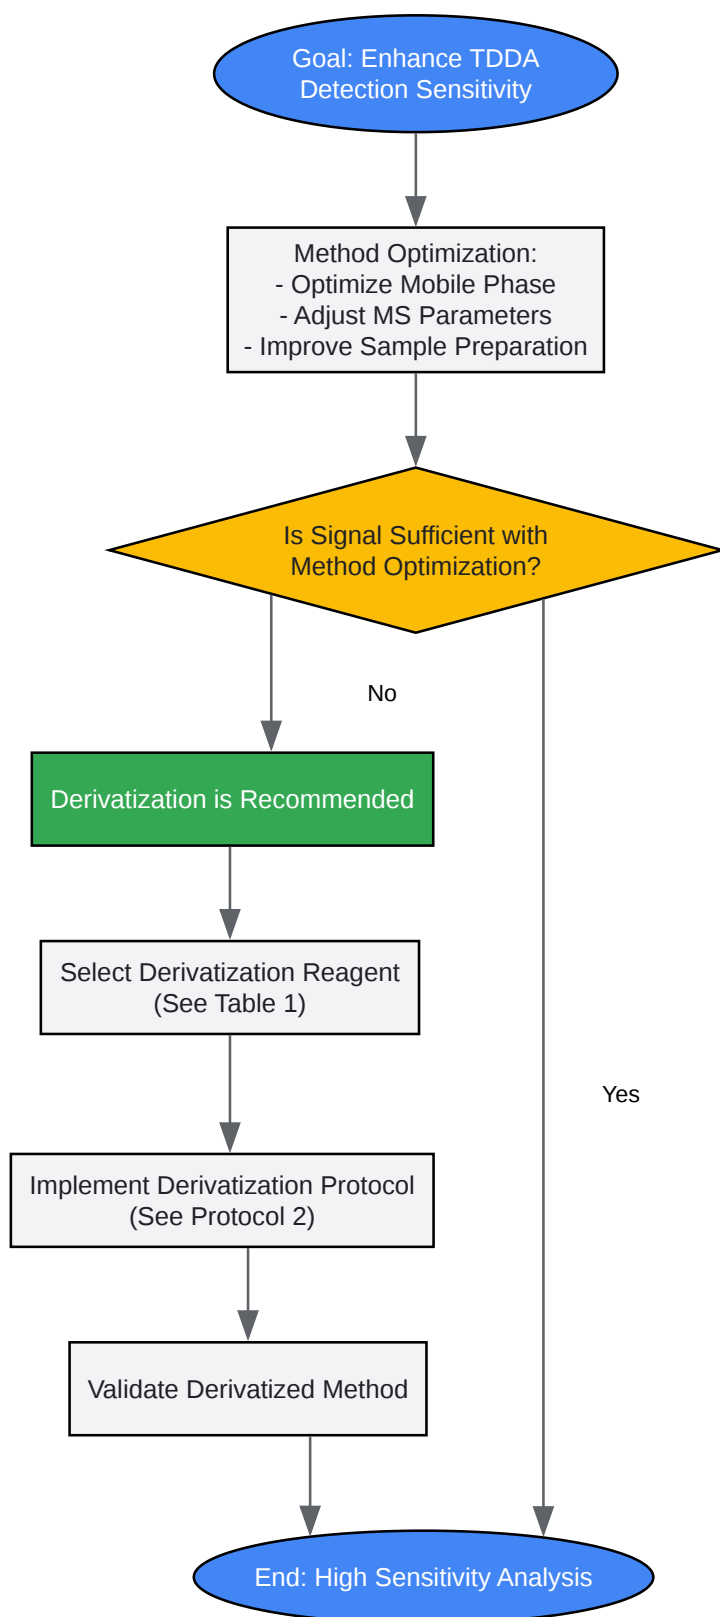 Goal: Enhance TDDA
Detection Sensitivity
Method Optimization:
- Optimize Mobile Phase
- Adjust MS Parameters
- Improve Sample Preparation
Is Signal Sufficient with
Method Optimization?
No
Derivatization is Recommended
Select Derivatization Reagent
(See Table 1)
Yes
Implement Derivatization Protocol
(See Protocol 2)
Validate Derivatized Method
End: High Sensitivity Analysis